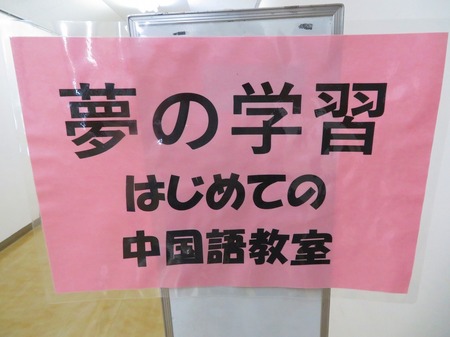 夢の学習
はじめての
中国語教室